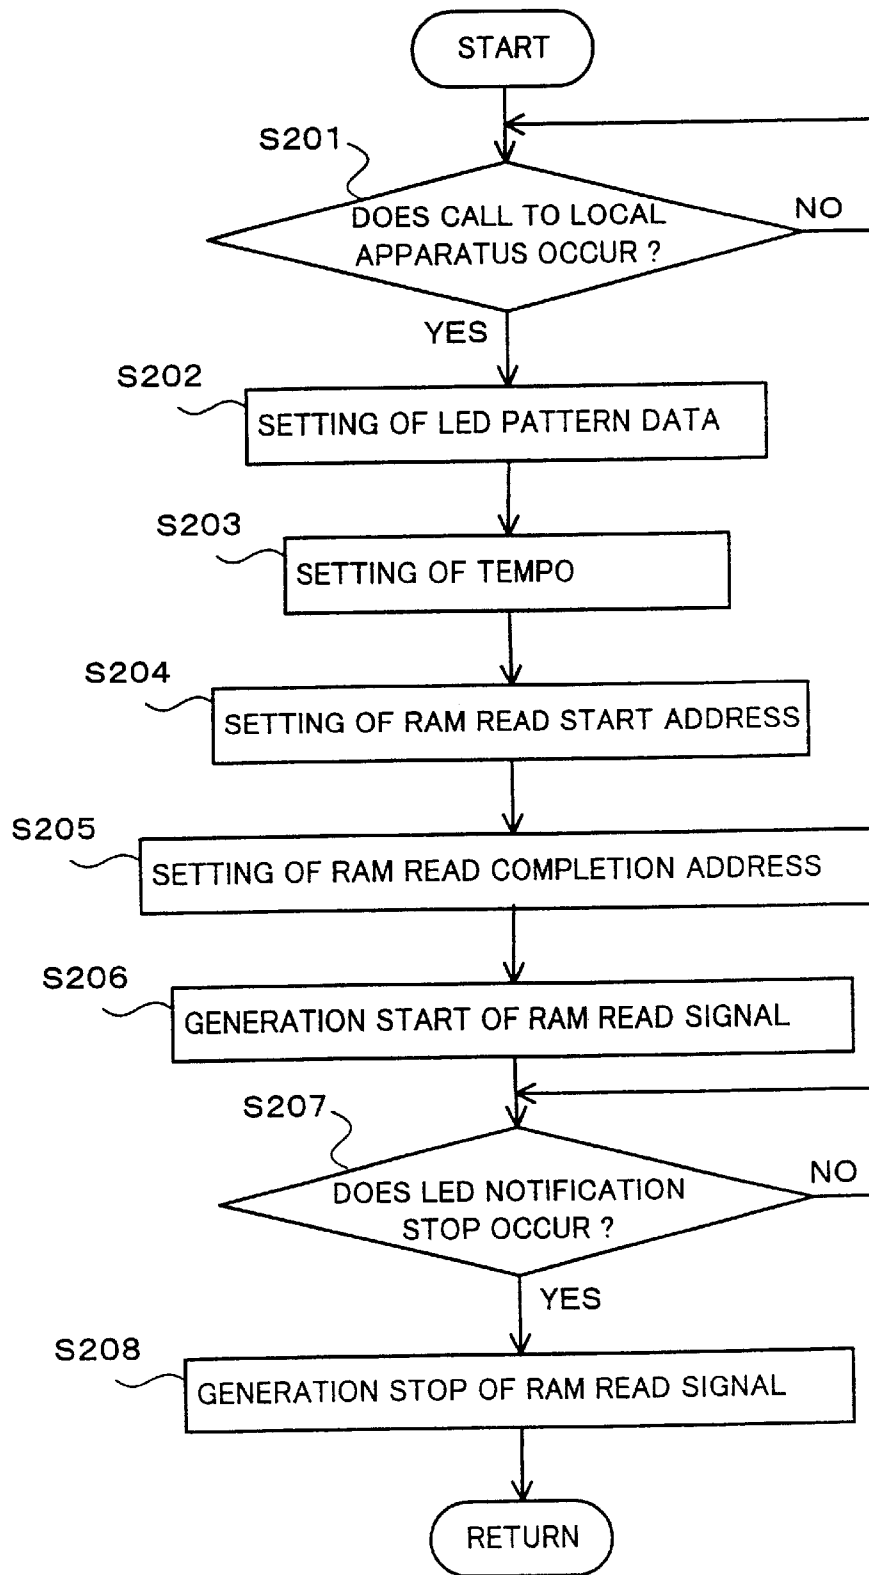 START
S201
DOES CALL TO LOCAL
APPARATUS OCCUR ?
NO
YES
S202
SETTING OF LED PATTERN DATA
S203
SETTING OF TEMPO
S204
SETTING OF RAM READ START ADDRESS
S205
SETTING OF RAM READ COMPLETION ADDRESS
S206
GENERATION START OF RAM READ SIGNAL
S207
DOES LED NOTIFICATION
STOP OCCUR ?
NO
YES
S208
GENERATION STOP OF RAM READ SIGNAL
RETURN